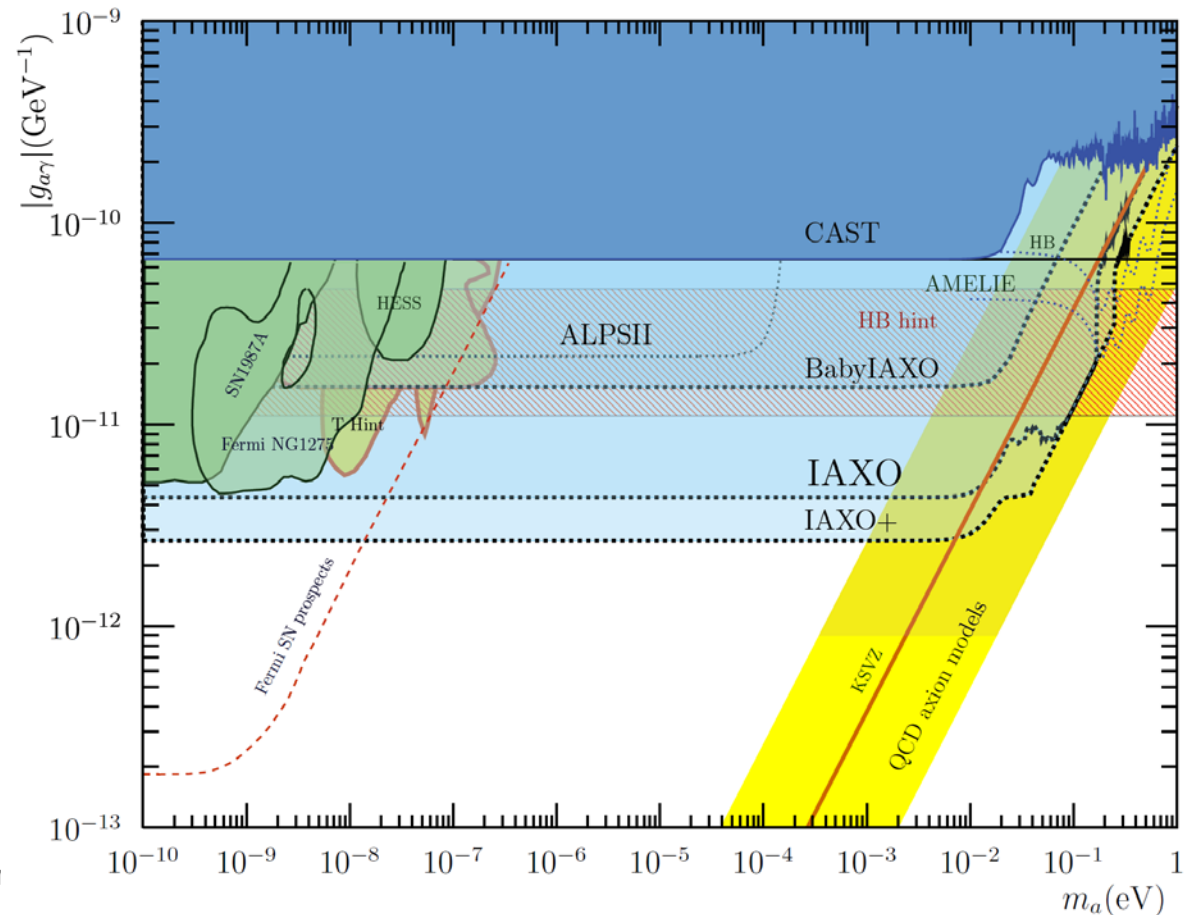 10⁻⁹
|g_{aγ}|(GeV⁻¹)
10⁻¹⁰
CAST
HB
AMELIE
HESS
HB hint
ALPSII
SN1987A
BabyIAXO
10⁻¹¹
T Hint
Fermi NG1275
IAXO
IAXO+
Fermi SN prospects
10⁻¹²
KSVZ
QCD axion models
10⁻¹³
10⁻¹⁰ 10⁻⁹ 10⁻⁸ 10⁻⁷ 10⁻⁶ 10⁻⁵ 10⁻⁴ 10⁻³ 10⁻² 10⁻¹ 1
m_a(eV)